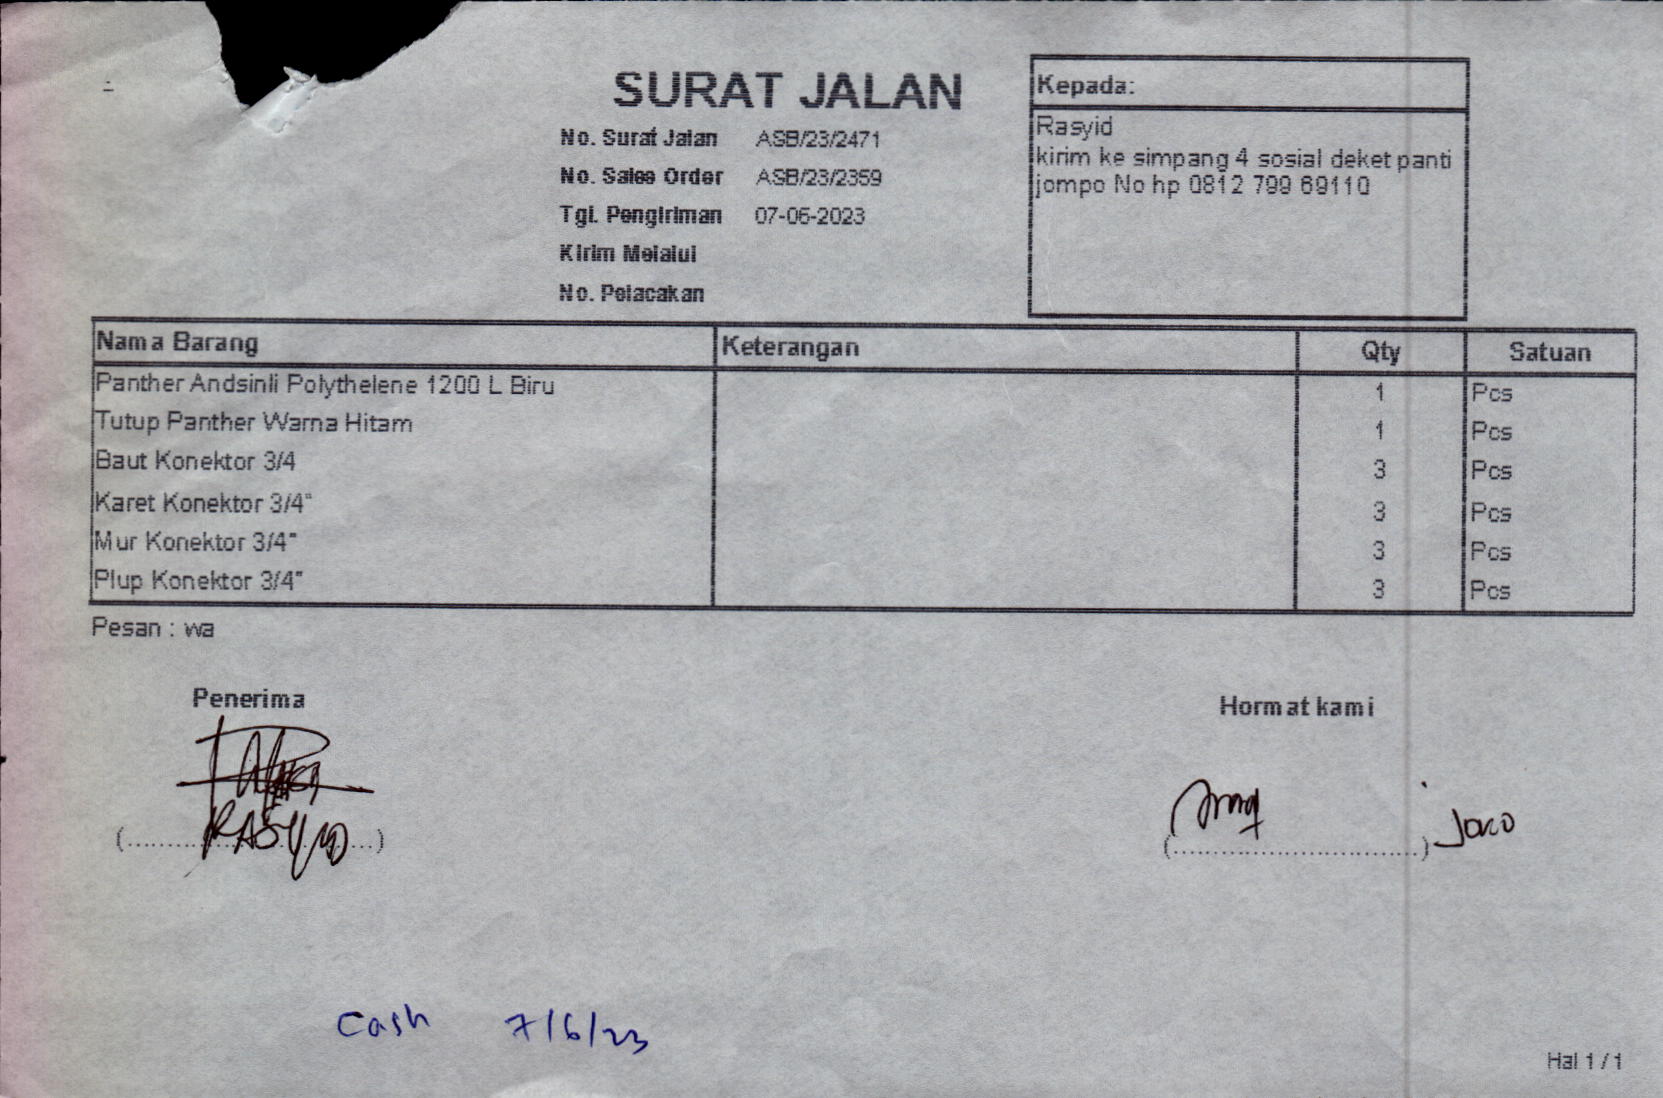 SURAT JALAN
No. Surat Jalan ASB/23/2471
No. Sales Order ASB/23/2359
Tgl. Pengiriman 07-06-2023
Kirim Melalui
No. Pelacakan
Kepada:
Rasyid
kirim ke simpang 4 sosial deket panti
jompo No hp 0812 799 69110
Nama Barang Keterangan Qty Satuan
Panther Andsinli Polythelene 1200 L Biru 1 Pcs
Tutup Panther Warna Hitam 1 Pcs
Baut Konektor 3/4 3 Pcs
Karet Konektor 3/4" 3 Pcs
Mur Konektor 3/4" 3 Pcs
Plup Konektor 3/4" 3 Pcs
Pesan : wa
Penerima Hormat kami
RASYID
Joko
Cash 7/6/23
Hal 1 / 1